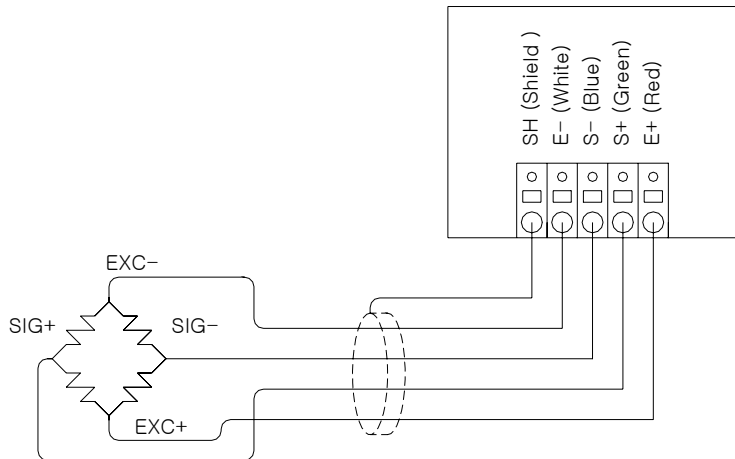 SH (Shield )
E- (White)
S- (Blue)
S+ (Green)
E+ (Red)
EXC-
SIG+
SIG-
EXC+